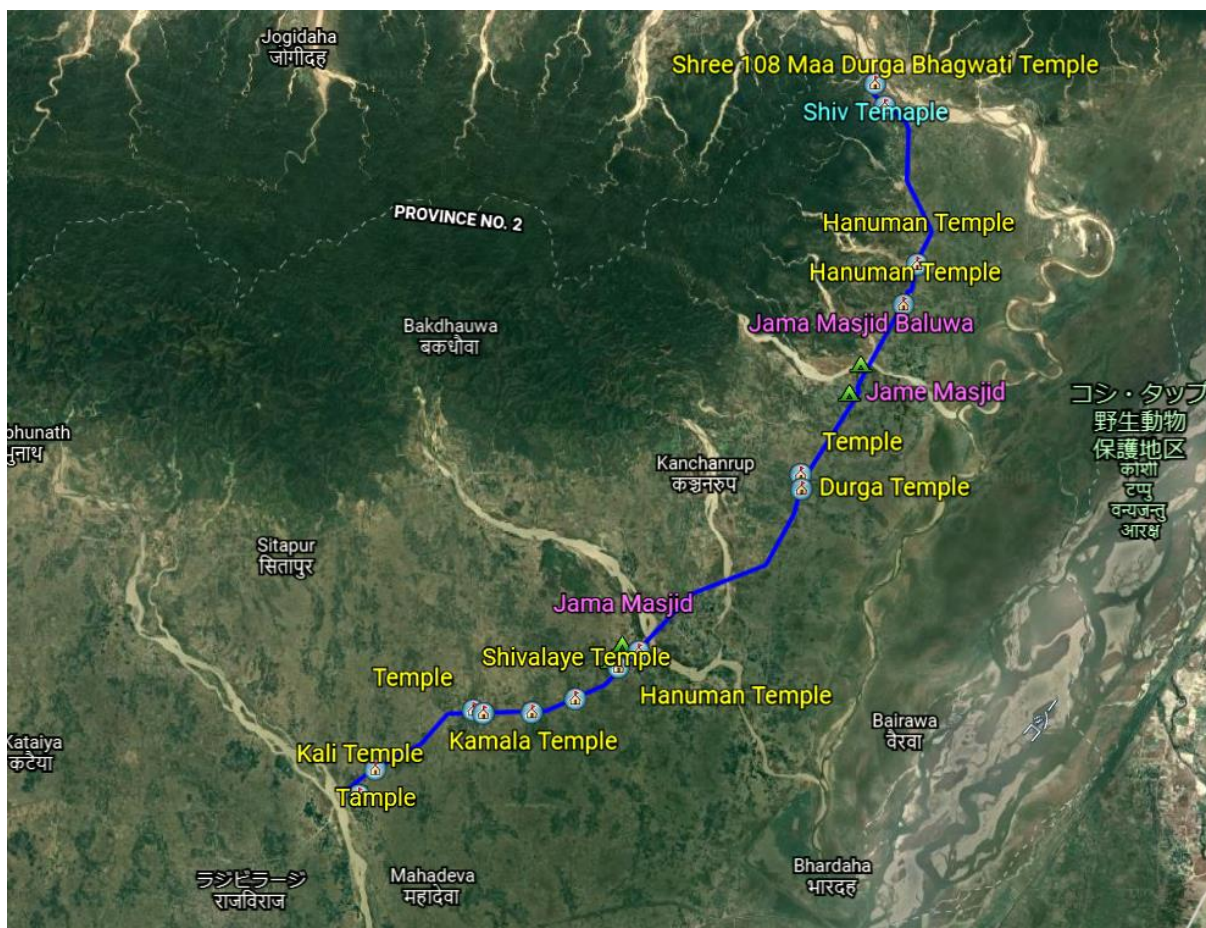 Jogidaha
जोगीदह
Shree 108 Maa Durga Bhagwati Temple
Shiv Temaple
PROVINCE NO. 2
Hanuman Temple
Hanuman Temple
Jama Masjid Baluwa
Bakdhauwa
बकधौवा
Jame Masjid
コシ・タップ
野生動物
保護地区
कोशी
टप्पु
वन्यजन्तु
आरक्ष
Temple
Kanchanrup
कञ्चनरुप
Durga Temple
Sitapur
सितापुर
Jama Masjid
Shivalaye Temple
Temple
Hanuman Temple
Kamala Temple
Bairawa
वैरवा
コシー
Kataiya
कटैया
Kali Temple
Tample
ラジビラージ
राजविराज
Mahadeva
महादेवा
Bhardaha
भारदह